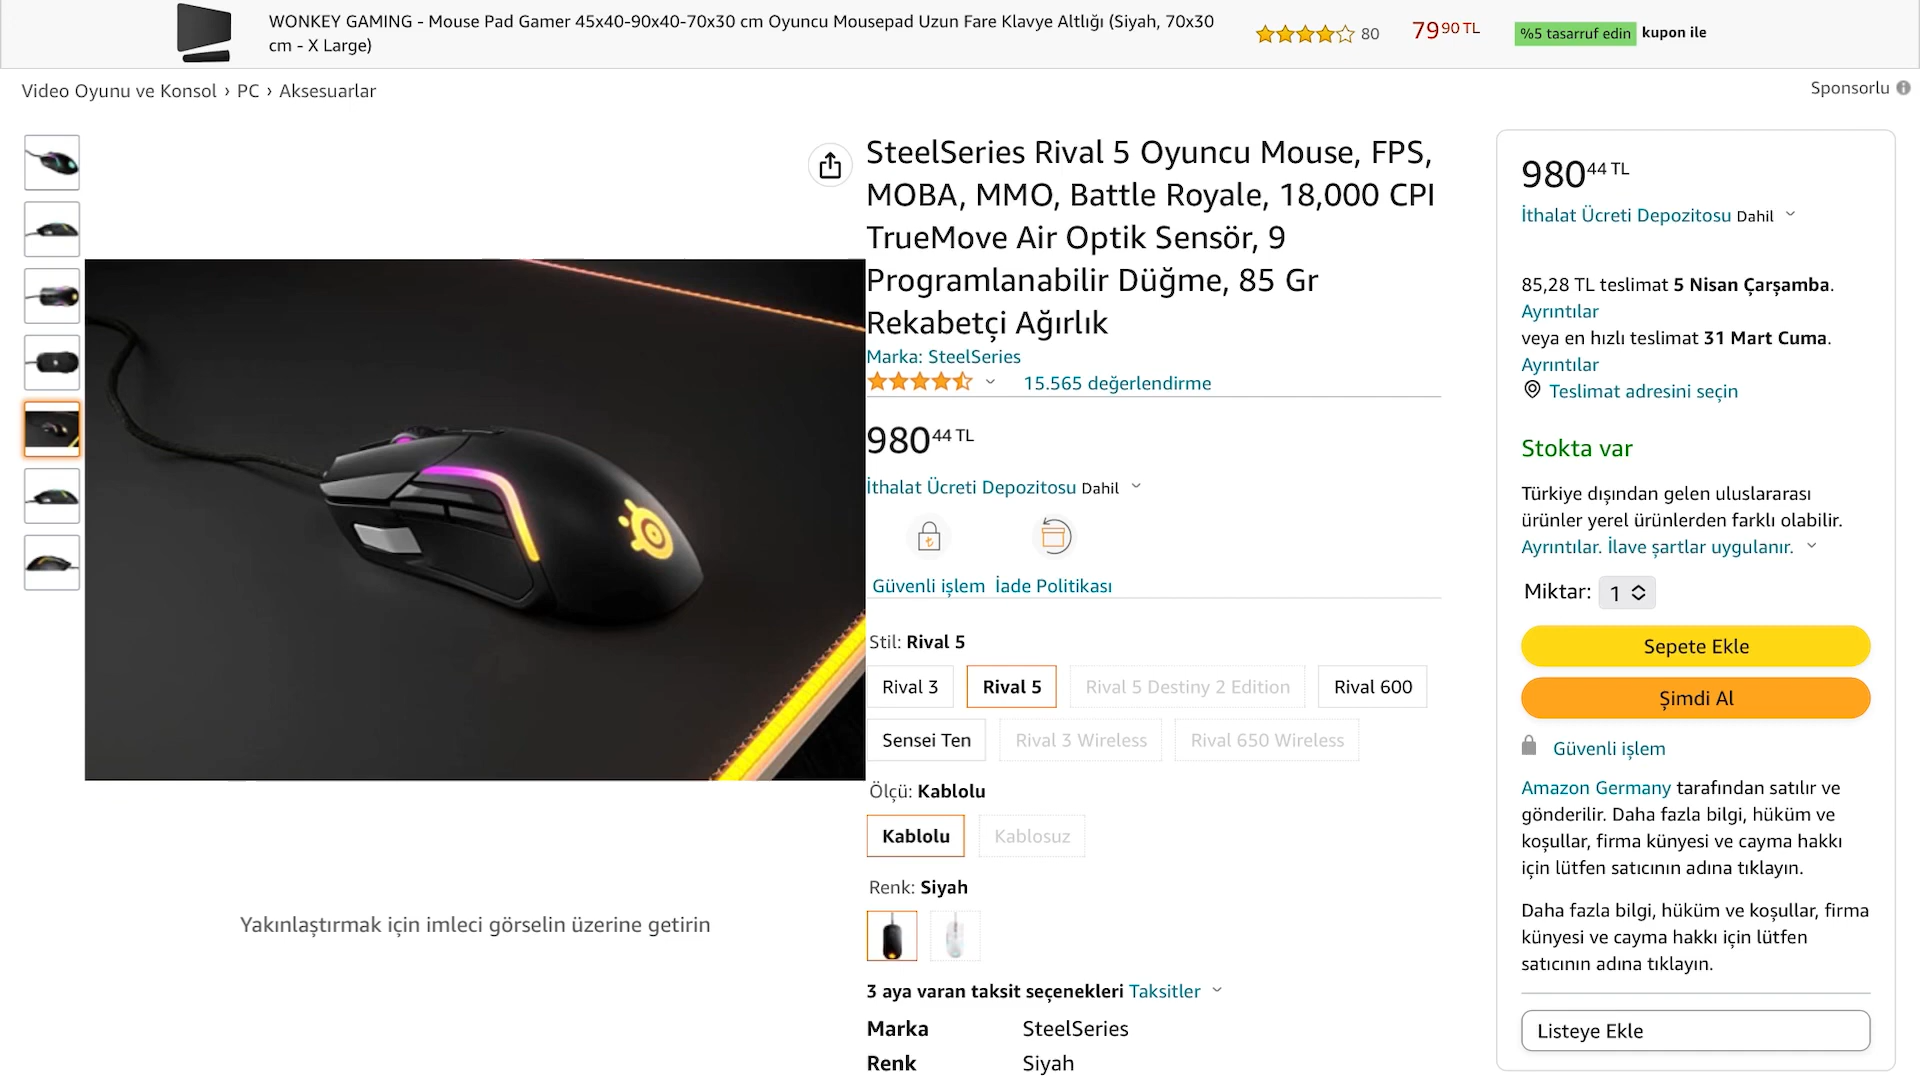 WONKEY GAMING - Mouse Pad Gamer 45x40-90x40-70x30 cm Oyuncu Mousepad Uzun Fare Klavye Altlığı (Siyah, 70x30
cm - X Large)
80
79⁹⁰ TL
%5 tasarruf edin kupon ile
Video Oyunu ve Konsol › PC › Aksesuarlar
Sponsorlu
SteelSeries Rival 5 Oyuncu Mouse, FPS,
MOBA, MMO, Battle Royale, 18,000 CPI
TrueMove Air Optik Sensör, 9
Programlanabilir Düğme, 85 Gr
Rekabetçi Ağırlık
Marka: SteelSeries
15.565 değerlendirme
980⁴⁴ TL
İthalat Ücreti Depozitosu Dahil
Güvenli işlem İade Politikası
Stil: Rival 5
Rival 3
Rival 5
Rival 5 Destiny 2 Edition
Rival 600
Sensei Ten
Rival 3 Wireless
Rival 650 Wireless
Ölçü: Kablolu
Kablolu
Kablosuz
Renk: Siyah
3 aya varan taksit seçenekleri Taksitler
Marka SteelSeries
Renk Siyah
Yakınlaştırmak için imleci görselin üzerine getirin
980⁴⁴ TL
İthalat Ücreti Depozitosu Dahil
85,28 TL teslimat 5 Nisan Çarşamba.
Ayrıntılar
veya en hızlı teslimat 31 Mart Cuma.
Ayrıntılar
Teslimat adresini seçin
Stokta var
Türkiye dışından gelen uluslararası
ürünler yerel ürünlerden farklı olabilir.
Ayrıntılar. İlave şartlar uygulanır.
Miktar: 1
Sepete Ekle
Şimdi Al
Güvenli işlem
Amazon Germany tarafından satılır ve
gönderilir. Daha fazla bilgi, hüküm ve
koşullar, firma künyesi ve cayma hakkı
için lütfen satıcının adına tıklayın.
Daha fazla bilgi, hüküm ve koşullar, firma
künyesi ve cayma hakkı için lütfen
satıcının adına tıklayın.
Listeye Ekle